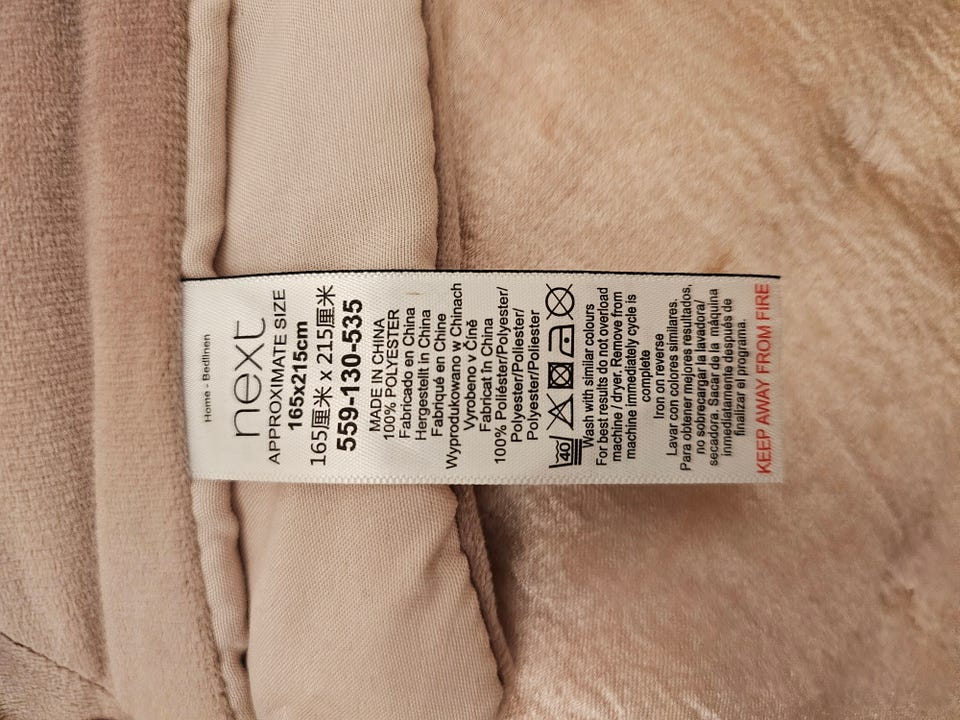 Home - Bedlinen
next
APPROXIMATE SIZE
165x215cm
165厘米 x 215厘米
559-130-535
MADE IN CHINA
100% POLYESTER
Fabricado en China
Hergestellt in China
Fabriqué en Chine
Wyprodukowano w Chinach
Vyrobeno v Číně
Fabricat în China
100% Poliéster/Polyester/
Polyester/Poliester/
Polyester/Poliester
40
Wash with similar colours
For best results do not overload
machine / dryer. Remove from
machine immediately cycle is
complete
Iron on reverse
Lavar con colores similares.
Para obtener mejores resultados,
no sobrecargar la lavadora/
secadora. Sacar de la máquina
inmediatamente después de
finalizar el programa.
KEEP AWAY FROM FIRE